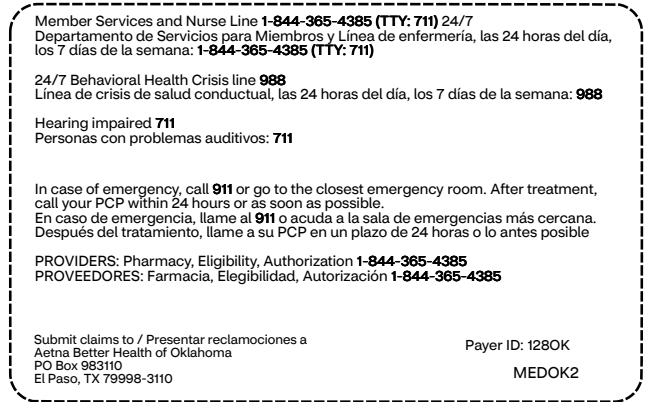 Member Services and Nurse Line 1-844-365-4385 (TTY: 711) 24/7
Departamento de Servicios para Miembros y Línea de enfermería, las 24 horas del día,
los 7 días de la semana: 1-844-365-4385 (TTY: 711)
24/7 Behavioral Health Crisis line 988
Línea de crisis de salud conductual, las 24 horas del día, los 7 días de la semana: 988
Hearing impaired 711
Personas con problemas auditivos: 711
In case of emergency, call 911 or go to the closest emergency room. After treatment,
call your PCP within 24 hours or as soon as possible.
En caso de emergencia, llame al 911 o acuda a la sala de emergencias más cercana.
Después del tratamiento, llame a su PCP en un plazo de 24 horas o lo antes posible
PROVIDERS: Pharmacy, Eligibility, Authorization 1-844-365-4385
PROVEEDORES: Farmacia, Elegibilidad, Autorización 1-844-365-4385
Submit claims to / Presentar reclamociones a
Aetna Better Health of Oklahoma
PO Box 983110
El Paso, TX 79998-3110
Payer ID: 128OK
MEDOK2